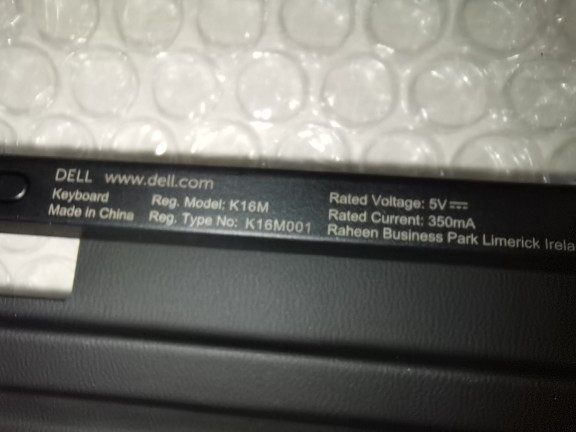 DELL www.dell.com
Keyboard
Made in China
Reg. Model: K16M
Reg. Type No: K16M001
Rated Voltage: 5V⎓
Rated Current: 350mA
Raheen Business Park Limerick Irela